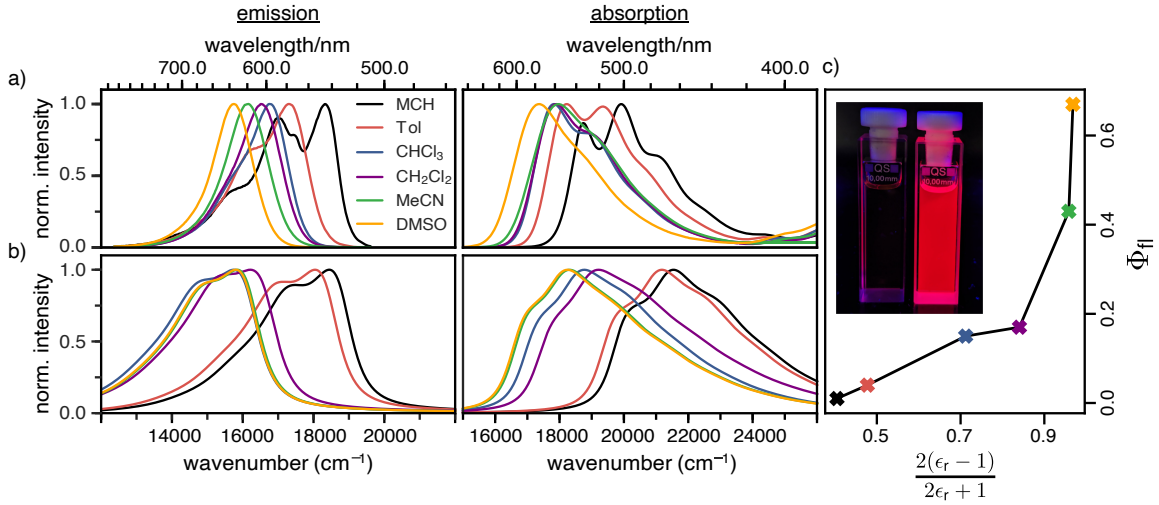 emission
absorption
wavelength/nm
wavelength/nm
700.0 600.0 500.0
600.0 500.0 400.0
a)
c)
1.0
0.5
0.0
norm. intensity
MCH
Tol
CHCl₃
CH₂Cl₂
MeCN
DMSO
QS
10.00mm
QS
10.00mm
0.6
0.4
0.2
0.0
Φfl
b)
1.0
0.5
0.0
norm. intensity
14000 16000 18000 20000
16000 18000 20000 22000 24000
0.5 0.7 0.9
wavenumber (cm⁻¹)
wavenumber (cm⁻¹)
2(ϵr − 1)
2ϵr + 1